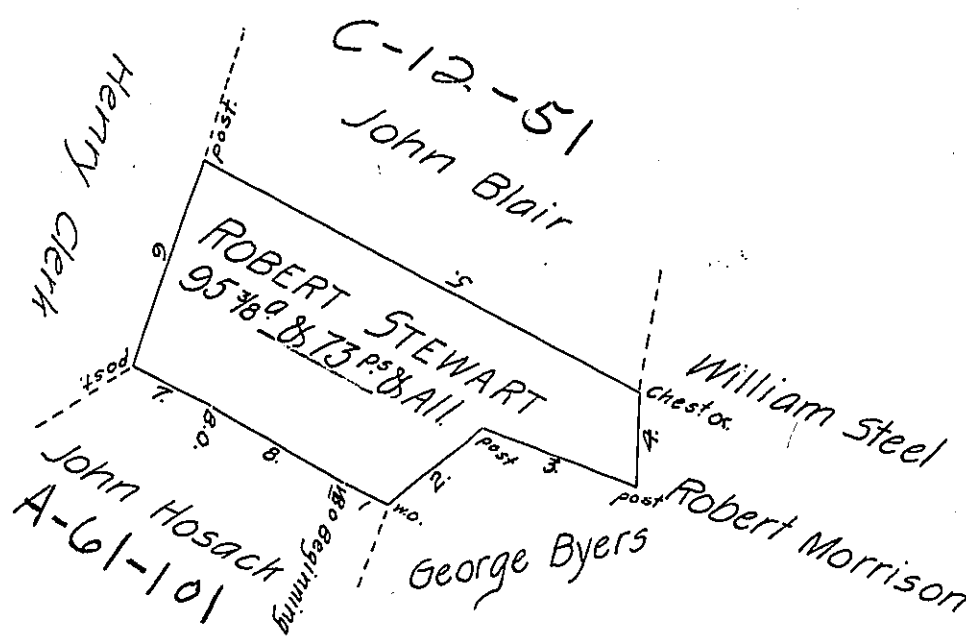 C-12-51
John Blair
Henry Clerk
post.
6
5.
ROBERT STEWART
95 3/8 a & 73 ps & All.
William Steel
Chest oc.
4.
post
3.
post
2.
Robert Morrison
post.
7.
B.O.
8.
w.o.
1
B o Beginning
George Byers
John Hosack
A-61-101